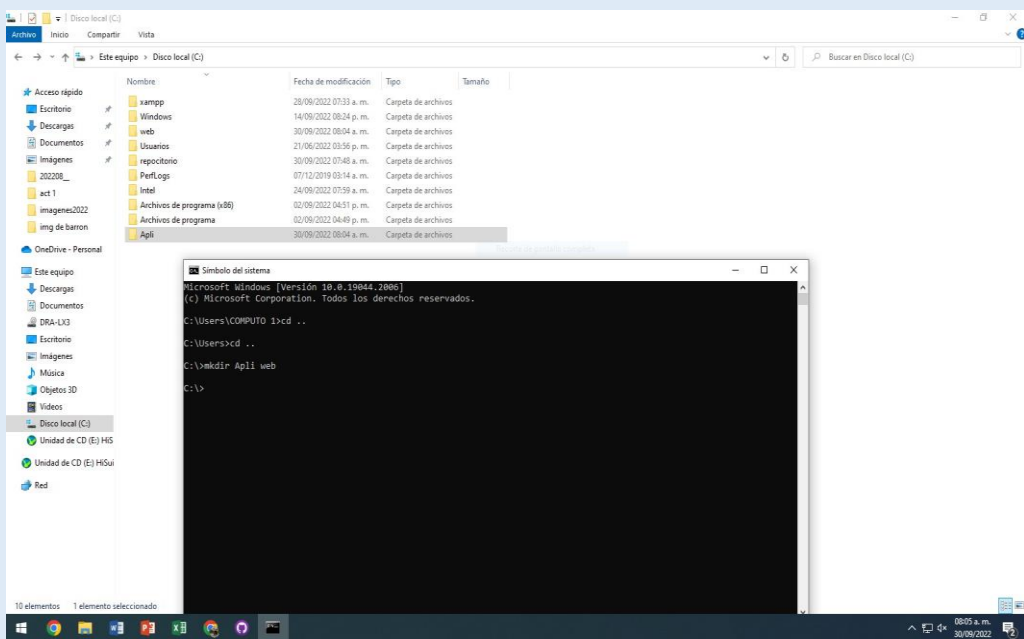 Disco local (C:)
Archivo Inicio Compartir Vista
Este equipo > Disco local (C:)
Buscar en Disco local (C:)
Nombre Fecha de modificación Tipo Tamaño
xampp 28/09/2022 07:33 a. m. Carpeta de archivos
Windows 14/09/2022 08:24 p. m. Carpeta de archivos
web 30/09/2022 08:04 a. m. Carpeta de archivos
Usuarios 21/06/2022 03:56 p. m. Carpeta de archivos
repocitorio 30/09/2022 07:48 a. m. Carpeta de archivos
PerfLogs 07/12/2019 03:14 a. m. Carpeta de archivos
Intel 24/09/2022 07:59 a. m. Carpeta de archivos
Archivos de programa (x86) 02/09/2022 04:51 p. m. Carpeta de archivos
Archivos de programa 02/09/2022 04:49 p. m. Carpeta de archivos
Apli 30/09/2022 08:04 a. m. Carpeta de archivos
Acceso rápido
Escritorio
Descargas
Documentos
Imágenes
202208_
act 1
imagenes2022
img de barron
OneDrive - Personal
Este equipo
Descargas
Documentos
DRA-LX3
Escritorio
Imágenes
Música
Objetos 3D
Videos
Disco local (C:)
Unidad de CD (E:) HiS
Unidad de CD (E:) HiSui
Red
Símbolo del sistema
Microsoft Windows [Versión 10.0.19044.2006]
(c) Microsoft Corporation. Todos los derechos reservados.
C:\Users\COMPUTO 1>cd ..
C:\Users>cd ..
C:\>mkdir Apli web
C:\>
10 elementos 1 elemento seleccionado
08:05 a. m.
30/09/2022